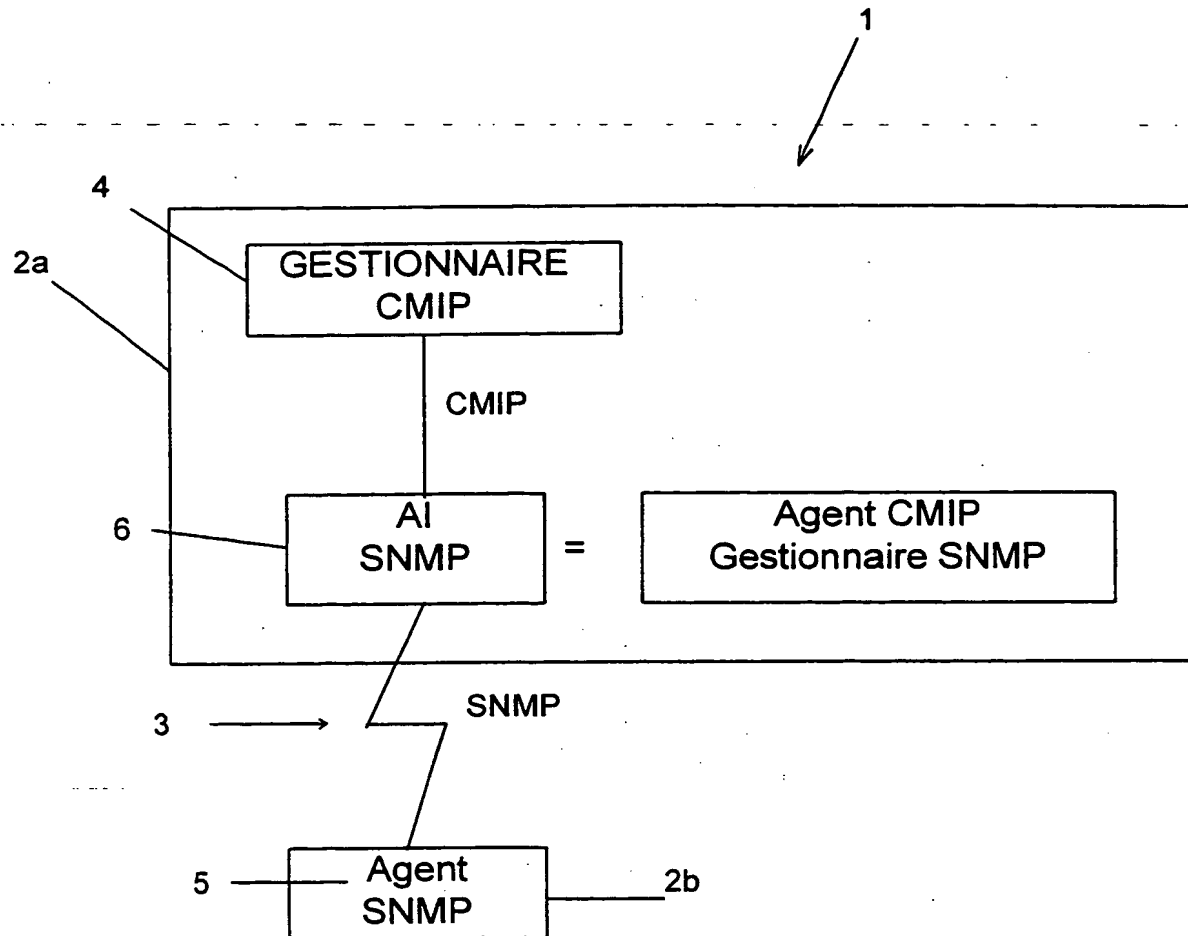 1
4
2a
GESTIONNAIRE
CMIP
CMIP
6
AI
SNMP
=
Agent CMIP
Gestionnaire SNMP
3
SNMP
5
Agent
SNMP
2b